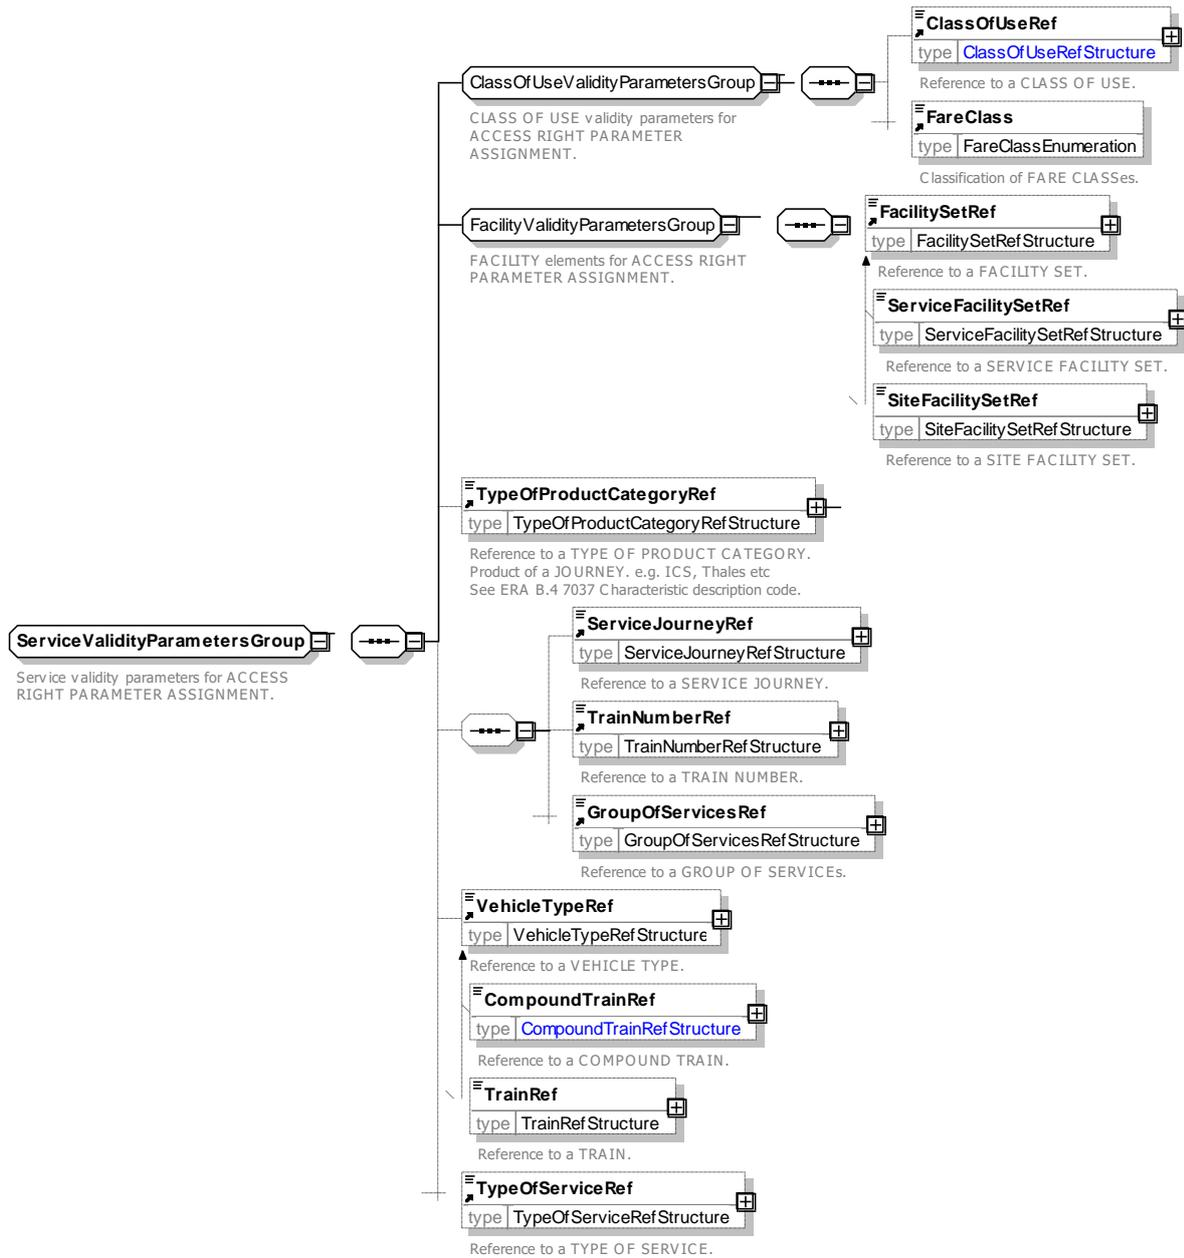 ClassOfUseRef
type ClassOfUseRefStructure
Reference to a CLASS OF USE.
ClassOfUseValidityParametersGroup
CLASS OF USE validity parameters for
ACCESS RIGHT PARAMETER
ASSIGNMENT.
FareClass
type FareClassEnumeration
Classification of FARE CLASSes.
FacilityValidityParametersGroup
FACILITY elements for ACCESS RIGHT
PARAMETER ASSIGNMENT.
FacilitySetRef
type FacilitySetRefStructure
Reference to a FACILITY SET.
ServiceFacilitySetRef
type ServiceFacilitySetRefStructure
Reference to a SERVICE FACILITY SET.
SiteFacilitySetRef
type SiteFacilitySetRefStructure
Reference to a SITE FACILITY SET.
TypeOfProductCategoryRef
type TypeOfProductCategoryRefStructure
Reference to a TYPE OF PRODUCT CATEGORY.
Product of a JOURNEY. e.g. ICS, Thales etc
See ERA B.4 7037 Characteristic description code.
ServiceValidityParametersGroup
Service validity parameters for ACCESS
RIGHT PARAMETER ASSIGNMENT.
ServiceJourneyRef
type ServiceJourneyRefStructure
Reference to a SERVICE JOURNEY.
TrainNumberRef
type TrainNumberRefStructure
Reference to a TRAIN NUMBER.
GroupOfServicesRef
type GroupOfServicesRefStructure
Reference to a GROUP OF SERVICEs.
VehicleTypeRef
type VehicleTypeRefStructure
Reference to a VEHICLE TYPE.
CompoundTrainRef
type CompoundTrainRefStructure
Reference to a COMPOUND TRAIN.
TrainRef
type TrainRefStructure
Reference to a TRAIN.
TypeOfServiceRef
type TypeOfServiceRefStructure
Reference to a TYPE OF SERVICE.